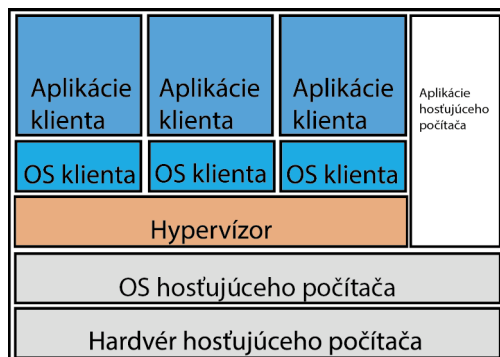 Aplikácie
klienta
Aplikácie
klienta
Aplikácie
klienta
Aplikácie
hosťujúceho
počítača
OS klienta
OS klienta
OS klienta
Hypervízor
OS hosťujúceho počítača
Hardvér hosťujúceho počítača